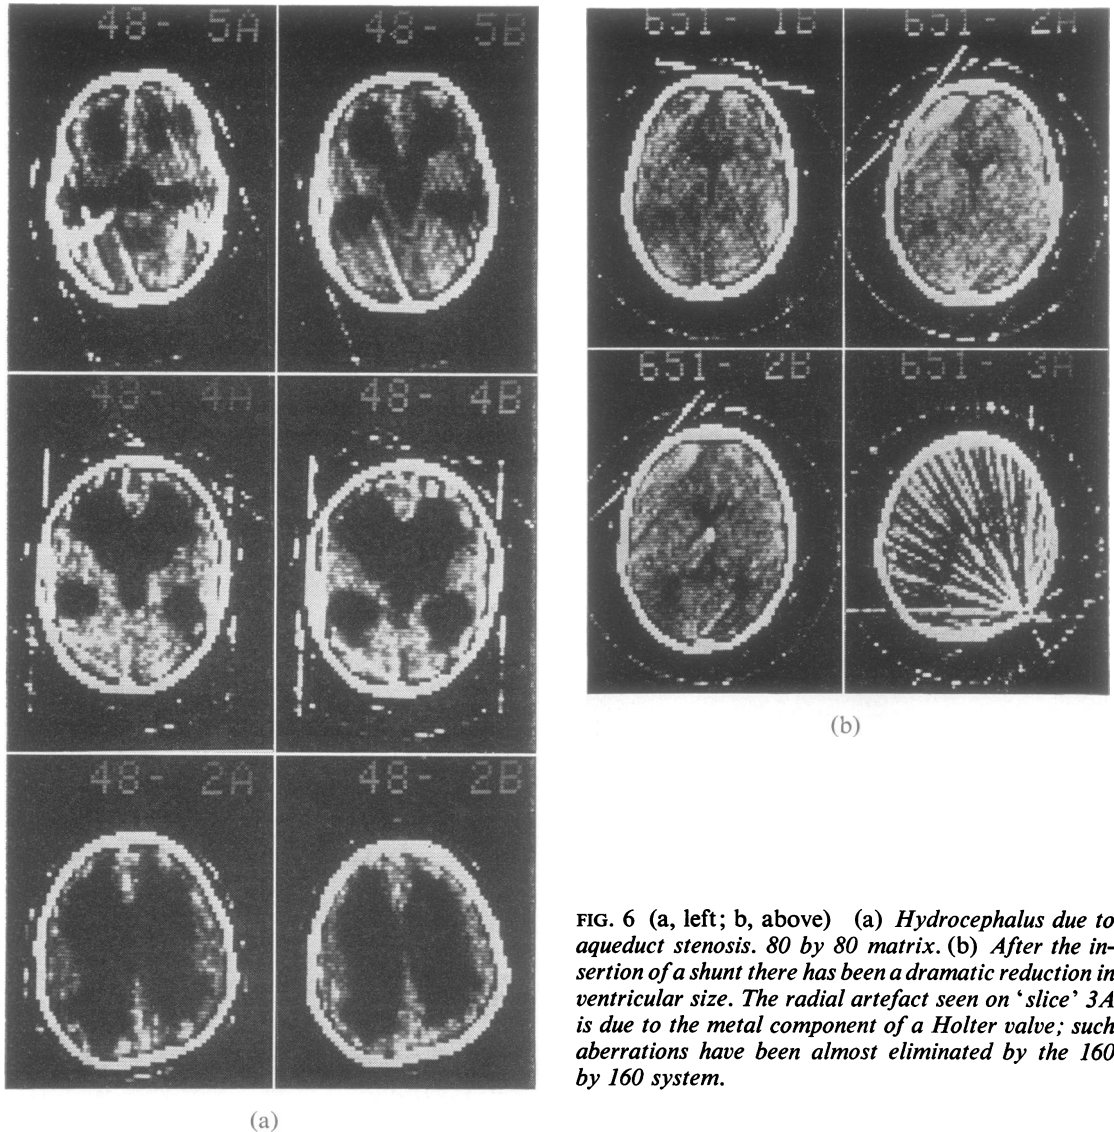 48- 5A
48- 5B
48- 4A
48- 4B
48- 2A
48- 2B
(a)
651- 1B
651- 2A
651- 2B
651- 3A
(b)
FIG. 6 (a, left; b, above) (a) Hydrocephalus due to
aqueduct stenosis. 80 by 80 matrix. (b) After the in-
sertion of a shunt there has been a dramatic reduction in
ventricular size. The radial artefact seen on ‘slice’ 3A
is due to the metal component of a Holter valve; such
aberrations have been almost eliminated by the 160
by 160 system.